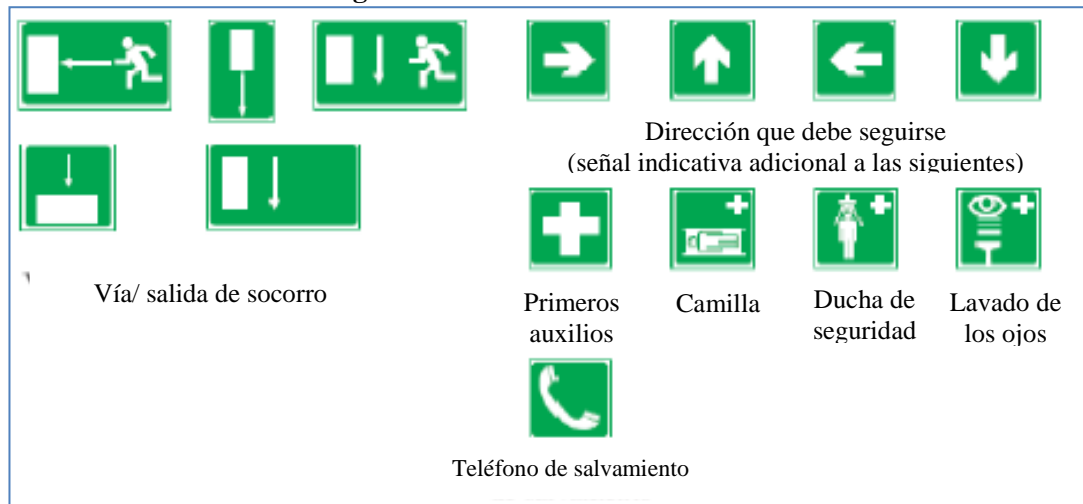 Dirección que debe seguirse
(señal indicativa adicional a las siguientes)
Vía/ salida de socorro
Primeros
auxilios
Camilla
Ducha de
seguridad
Lavado de
los ojos
Teléfono de salvamento